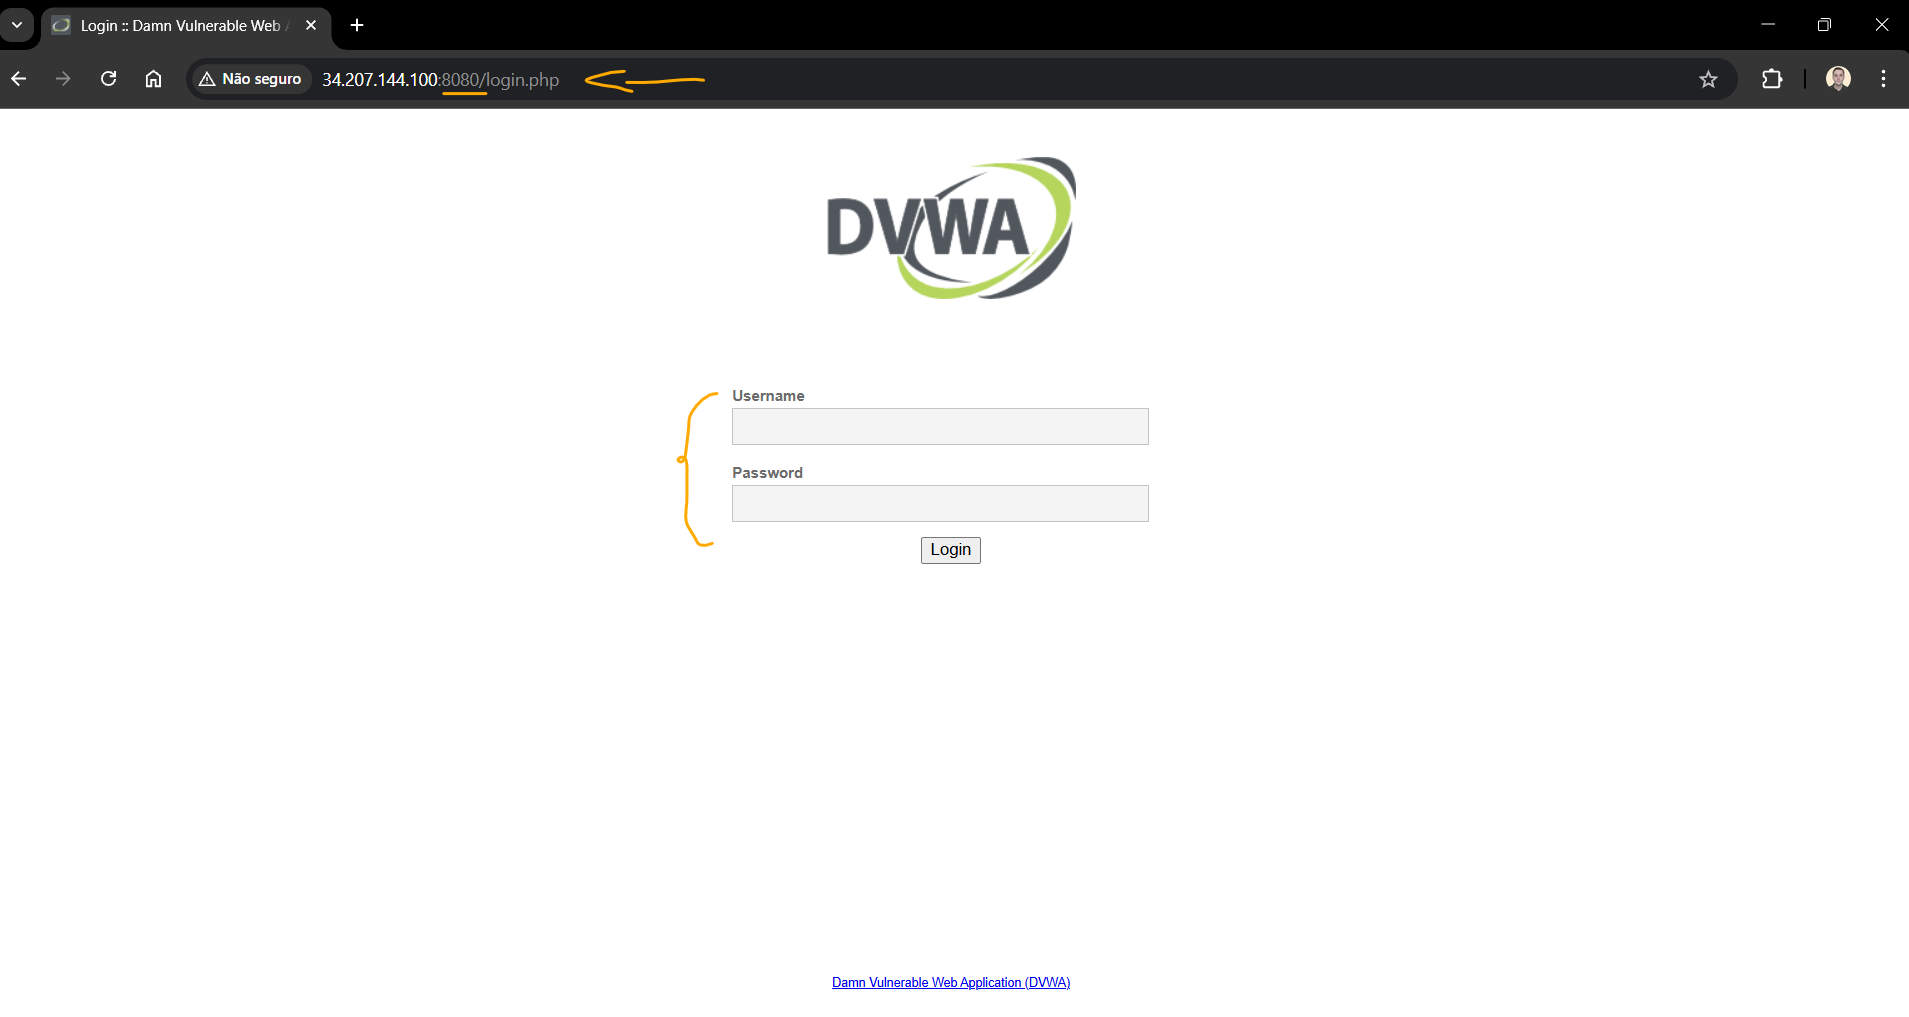 Login :: Damn Vulnerable Web
Não seguro
34.207.144.100:8080/login.php
DVWA
Username
Password
Login
Damn Vulnerable Web Application (DVWA)